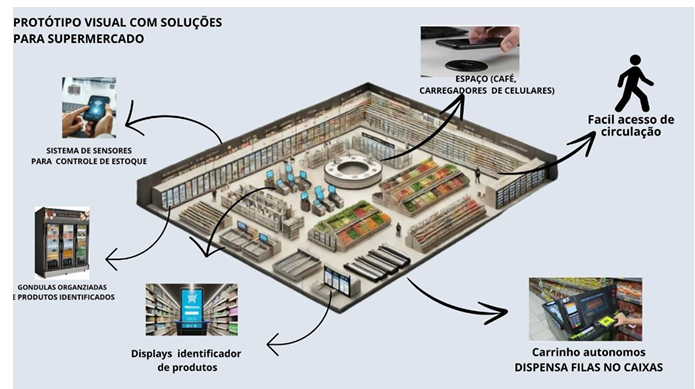 PROTÓTIPO VISUAL COM SOLUÇÕES
PARA SUPERMERCADO
ESPAÇO (CAFÉ,
CARREGADORES DE CELULARES)
Facil acesso de
circulação
SISTEMA DE SENSORES
PARA CONTROLE DE ESTOQUE
GONDULAS ORGANZIADAS
E PRODUTOS IDENTIFICADOS
Displays identificador
de produtos
Carrinho autonomos
DISPENSA FILAS NO CAIXAS